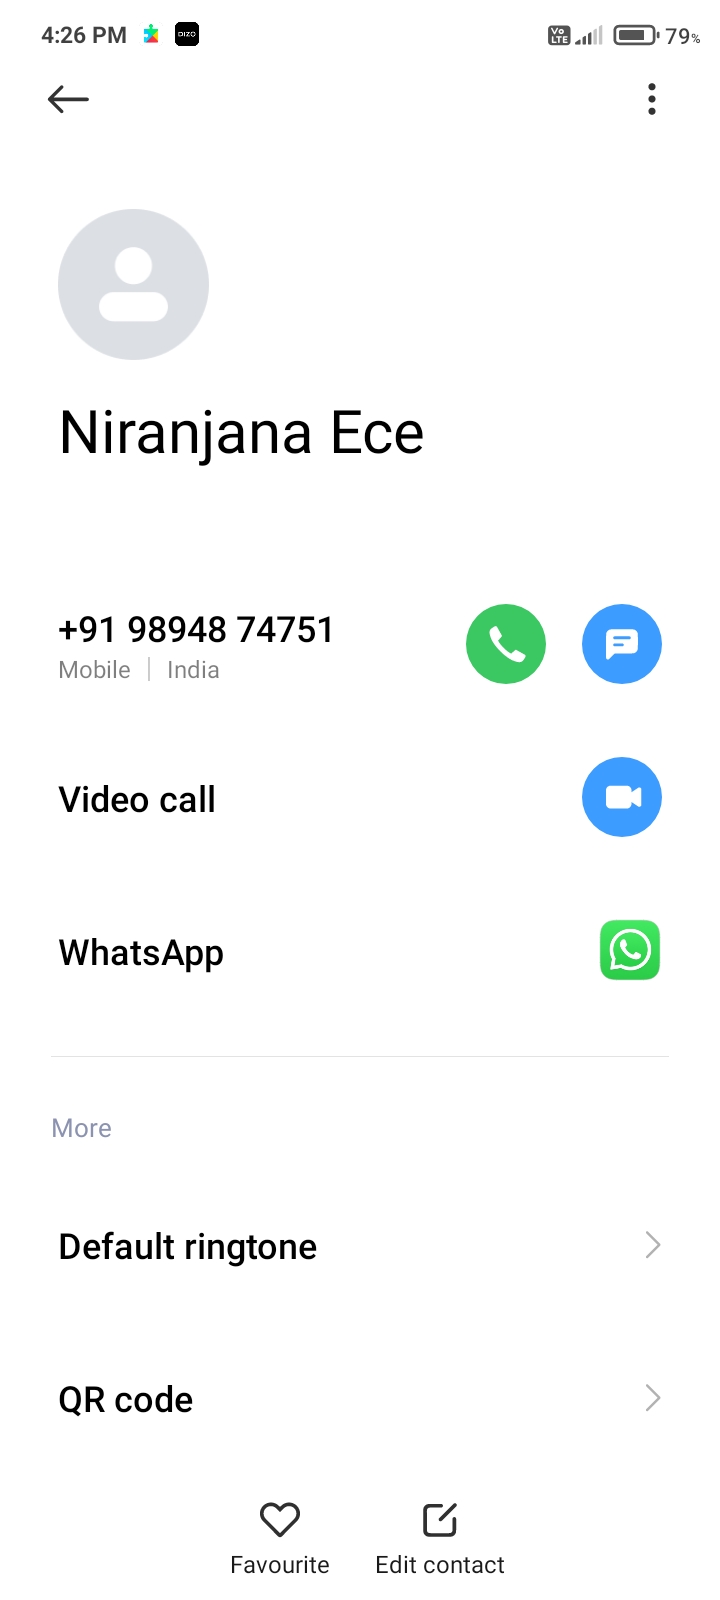 4:26 PM DIZO Vo LTE 79%
Niranjana Ece
+91 98948 74751
Mobile | India
Video call
WhatsApp
More
Default ringtone
QR code
Favourite Edit contact